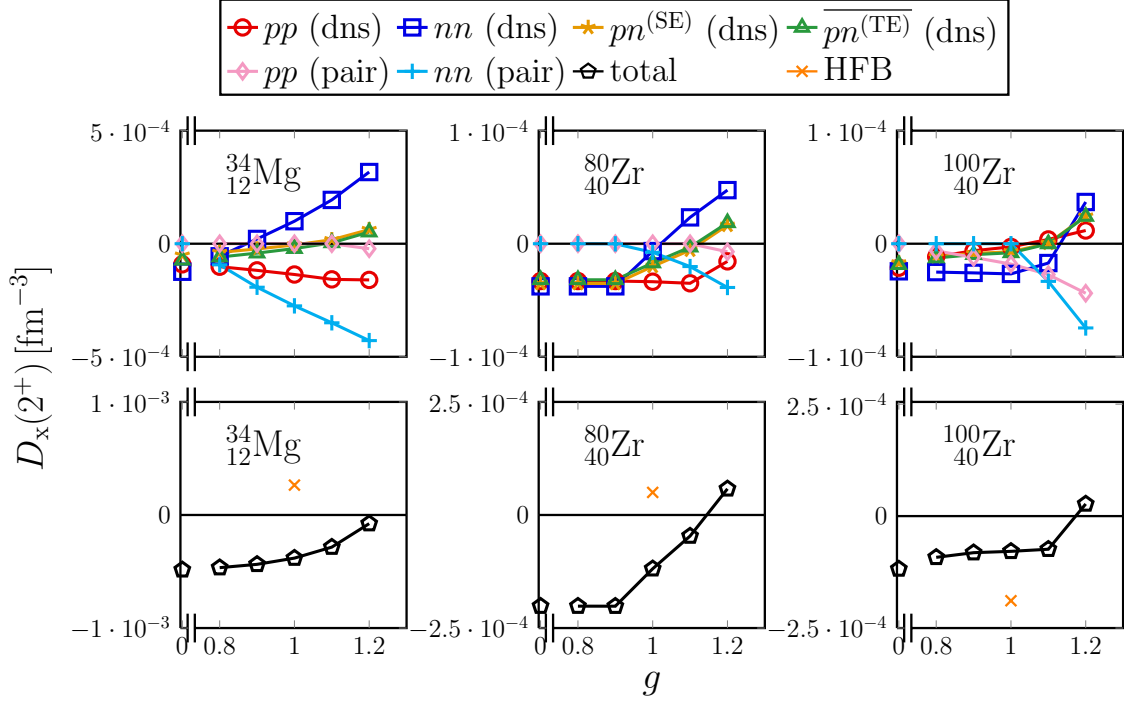 pp (dns) nn (dns) pn^(SE) (dns) \overline{pn^(TE)} (dns)
pp (pair) nn (pair) total HFB
5 · 10^−4 1 · 10^−4 1 · 10^−4
^34_12Mg ^80_40Zr ^100_40Zr
0 0 0
−5 · 10^−4 −1 · 10^−4 −1 · 10^−4
D_x(2^+) [fm^−3]
1 · 10^−3 2.5 · 10^−4 2.5 · 10^−4
^34_12Mg ^80_40Zr ^100_40Zr
0 0 0
−1 · 10^−3 −2.5 · 10^−4 −2.5 · 10^−4
0 0.8 1 1.2 0 0.8 1 1.2 0 0.8 1 1.2
g